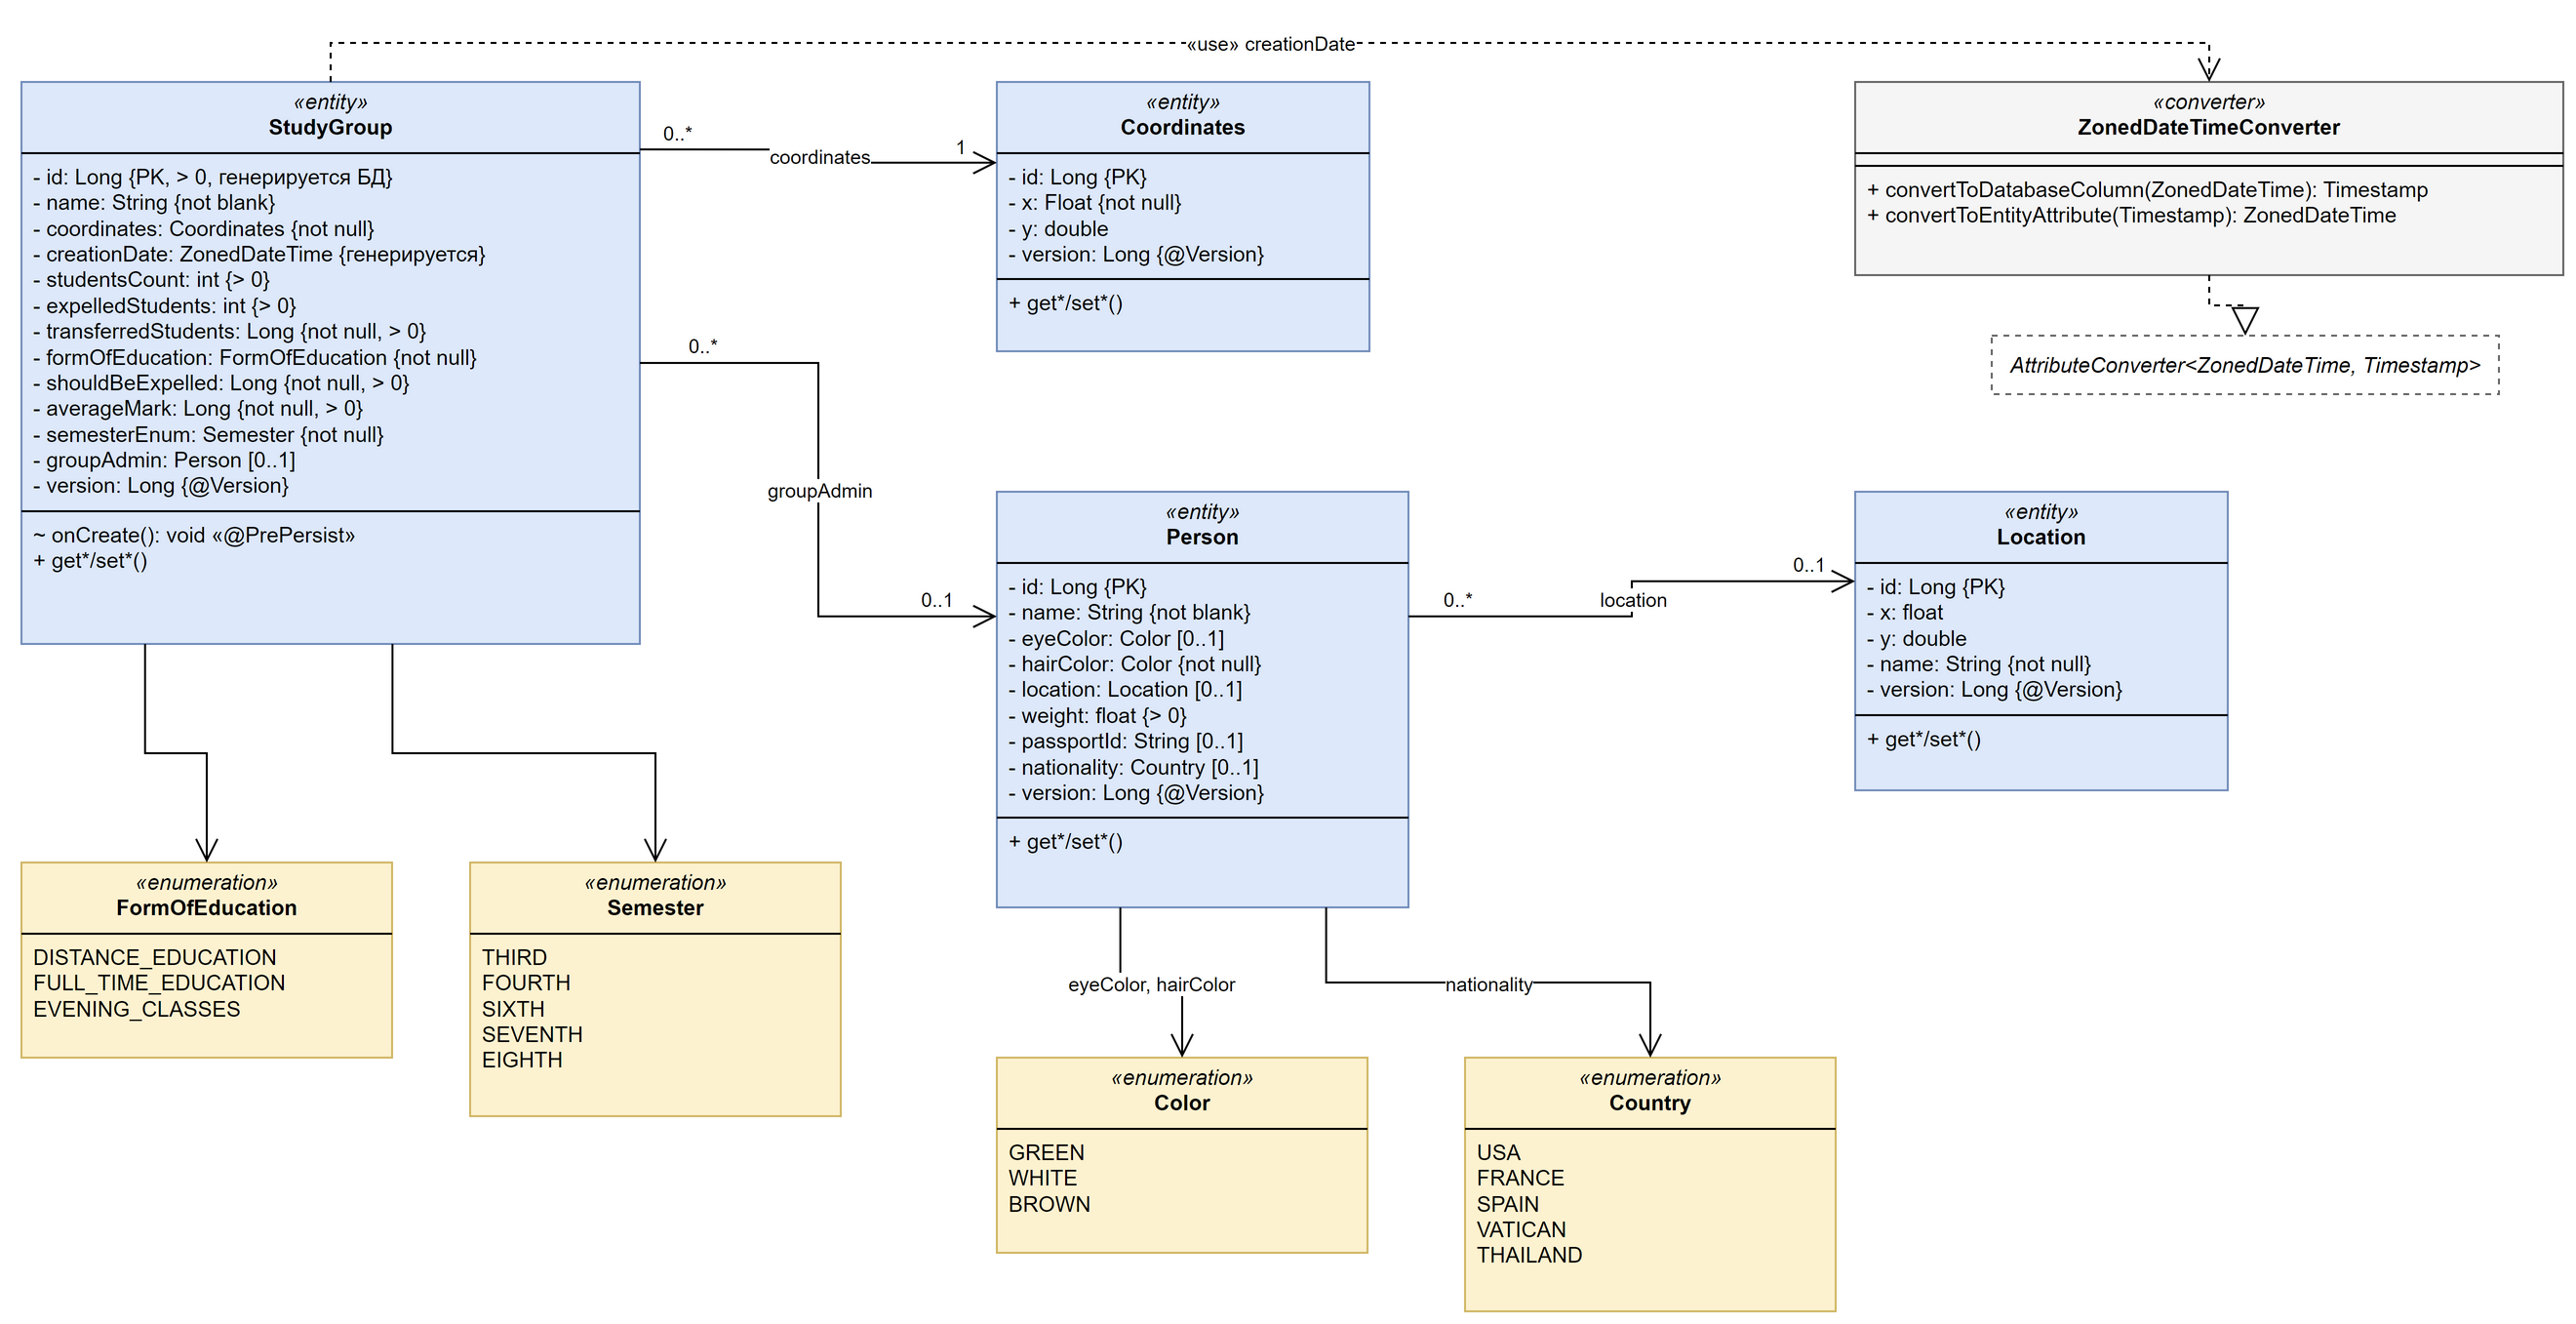 «use» creationDate
«entity»
StudyGroup
- id: Long {PK, > 0, генерируется БД}
- name: String {not blank}
- coordinates: Coordinates {not null}
- creationDate: ZonedDateTime {генерируется}
- studentsCount: int {> 0}
- expelledStudents: int {> 0}
- transferredStudents: Long {not null, > 0}
- formOfEducation: FormOfEducation {not null}
- shouldBeExpelled: Long {not null, > 0}
- averageMark: Long {not null, > 0}
- semesterEnum: Semester {not null}
- groupAdmin: Person [0..1]
- version: Long {@Version}
~ onCreate(): void «@PrePersist»
+ get*/set*()
0..*
coordinates
1
«entity»
Coordinates
- id: Long {PK}
- x: Float {not null}
- y: double
- version: Long {@Version}
+ get*/set*()
«converter»
ZonedDateTimeConverter
+ convertToDatabaseColumn(ZonedDateTime): Timestamp
+ convertToEntityAttribute(Timestamp): ZonedDateTime
AttributeConverter<ZonedDateTime, Timestamp>
0..*
groupAdmin
0..1
«entity»
Person
- id: Long {PK}
- name: String {not blank}
- eyeColor: Color [0..1]
- hairColor: Color {not null}
- location: Location [0..1]
- weight: float {> 0}
- passportId: String [0..1]
- nationality: Country [0..1]
- version: Long {@Version}
+ get*/set*()
0..*
location
0..1
«entity»
Location
- id: Long {PK}
- x: float
- y: double
- name: String {not null}
- version: Long {@Version}
+ get*/set*()
«enumeration»
FormOfEducation
DISTANCE_EDUCATION
FULL_TIME_EDUCATION
EVENING_CLASSES
«enumeration»
Semester
THIRD
FOURTH
SIXTH
SEVENTH
EIGHTH
eyeColor, hairColor
nationality
«enumeration»
Color
GREEN
WHITE
BROWN
«enumeration»
Country
USA
FRANCE
SPAIN
VATICAN
THAILAND